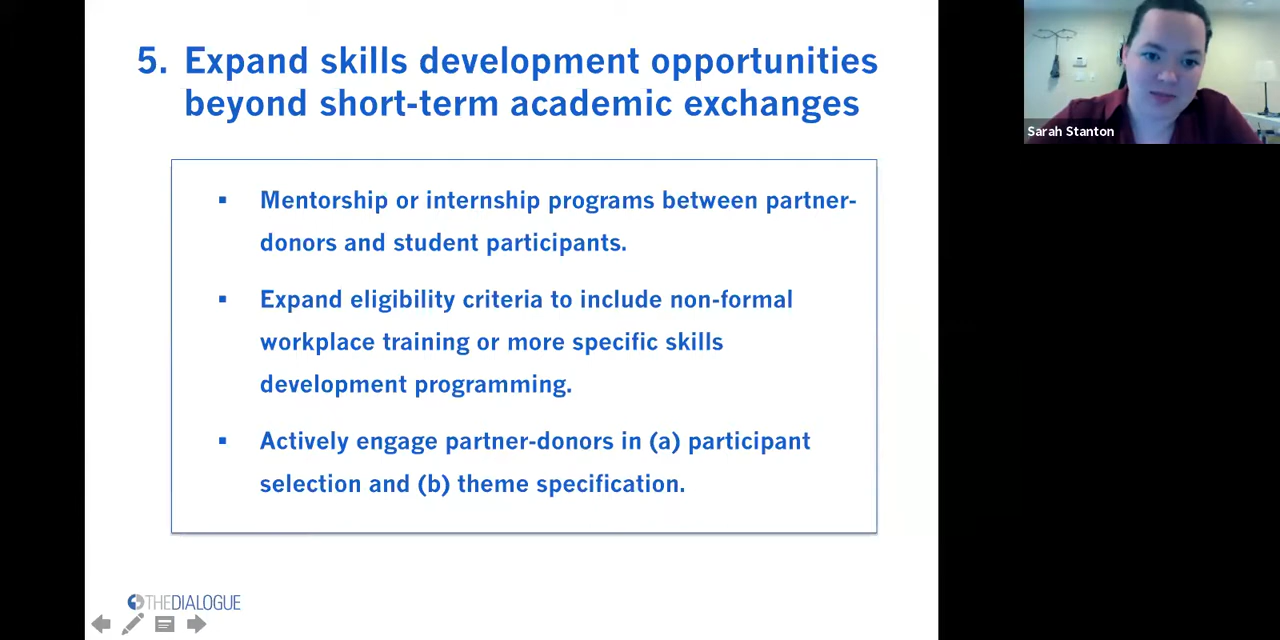 5. Expand skills development opportunities
beyond short-term academic exchanges
▪ Mentorship or internship programs between partner-
donors and student participants.
▪ Expand eligibility criteria to include non-formal
workplace training or more specific skills
development programming.
▪ Actively engage partner-donors in (a) participant
selection and (b) theme specification.
THEDIALOGUE
Sarah Stanton